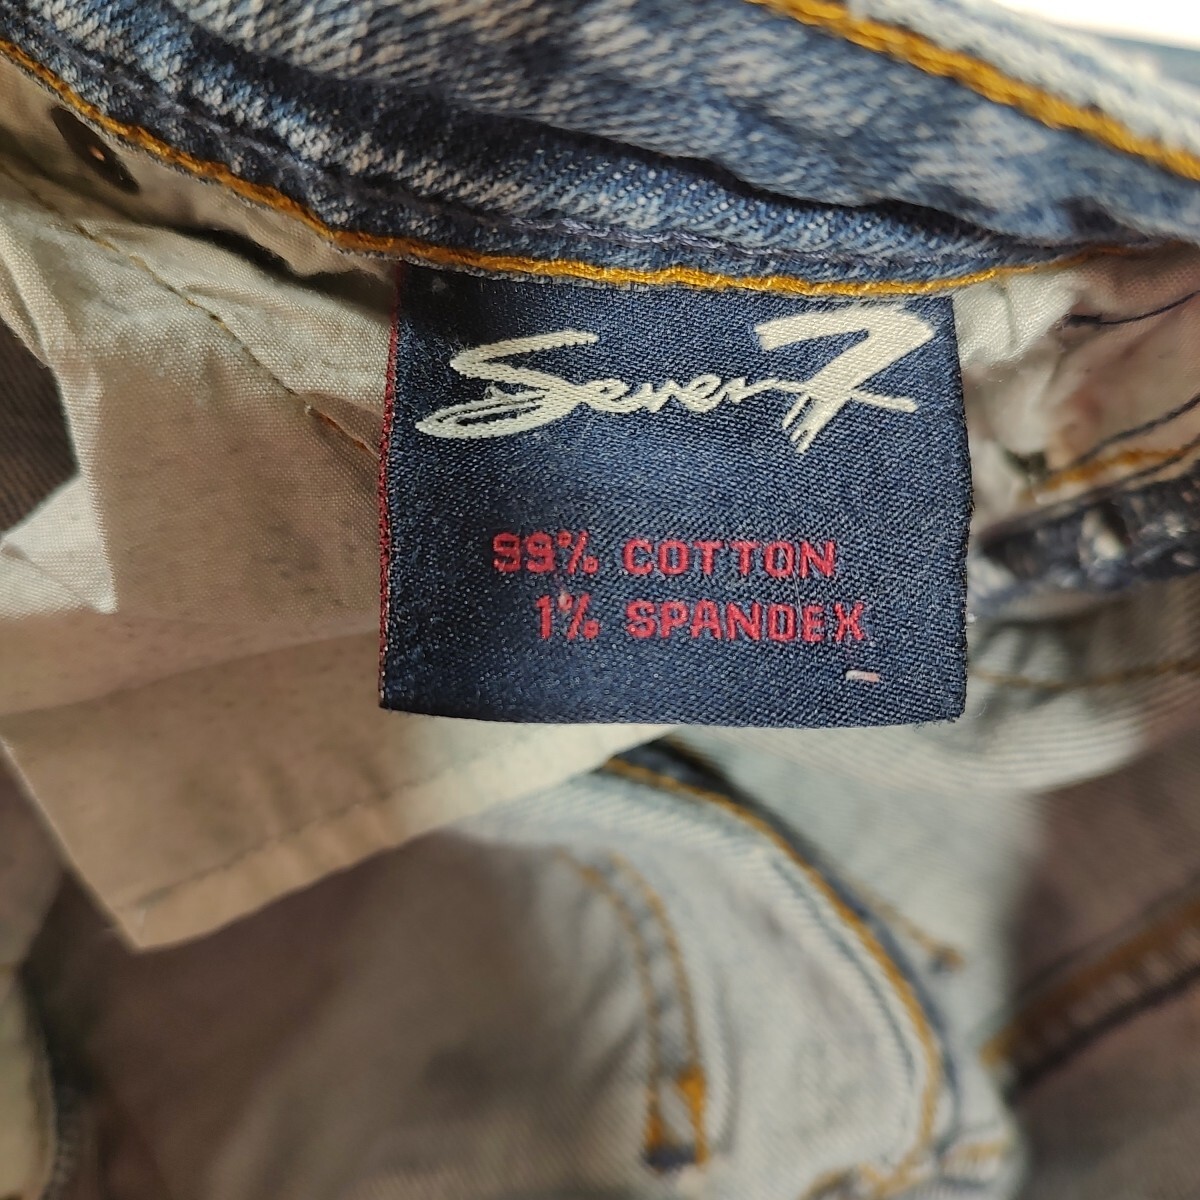 Seven7
99% COTTON
1% SPANDEX